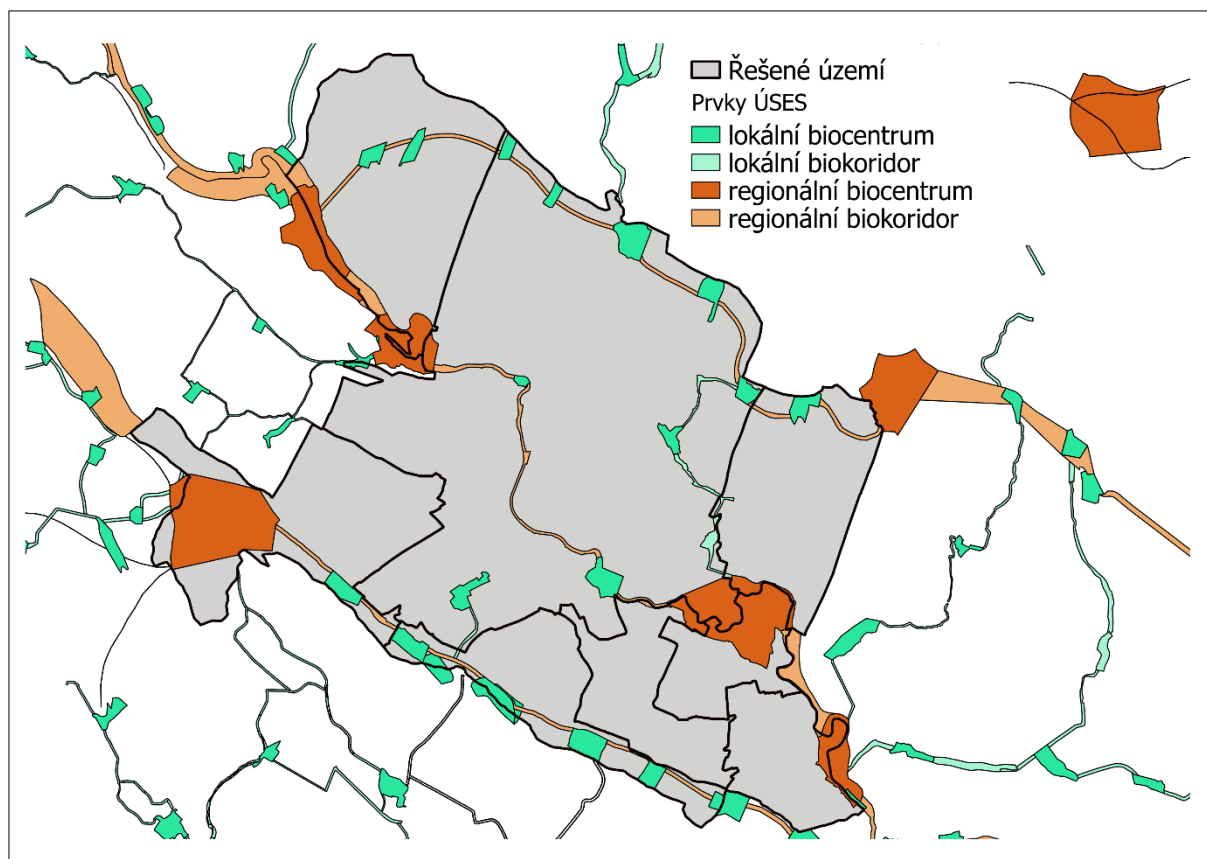 Řešené území
Prvky ÚSES
lokální biocentrum
lokální biokoridor
regionální biocentrum
regionální biokoridor